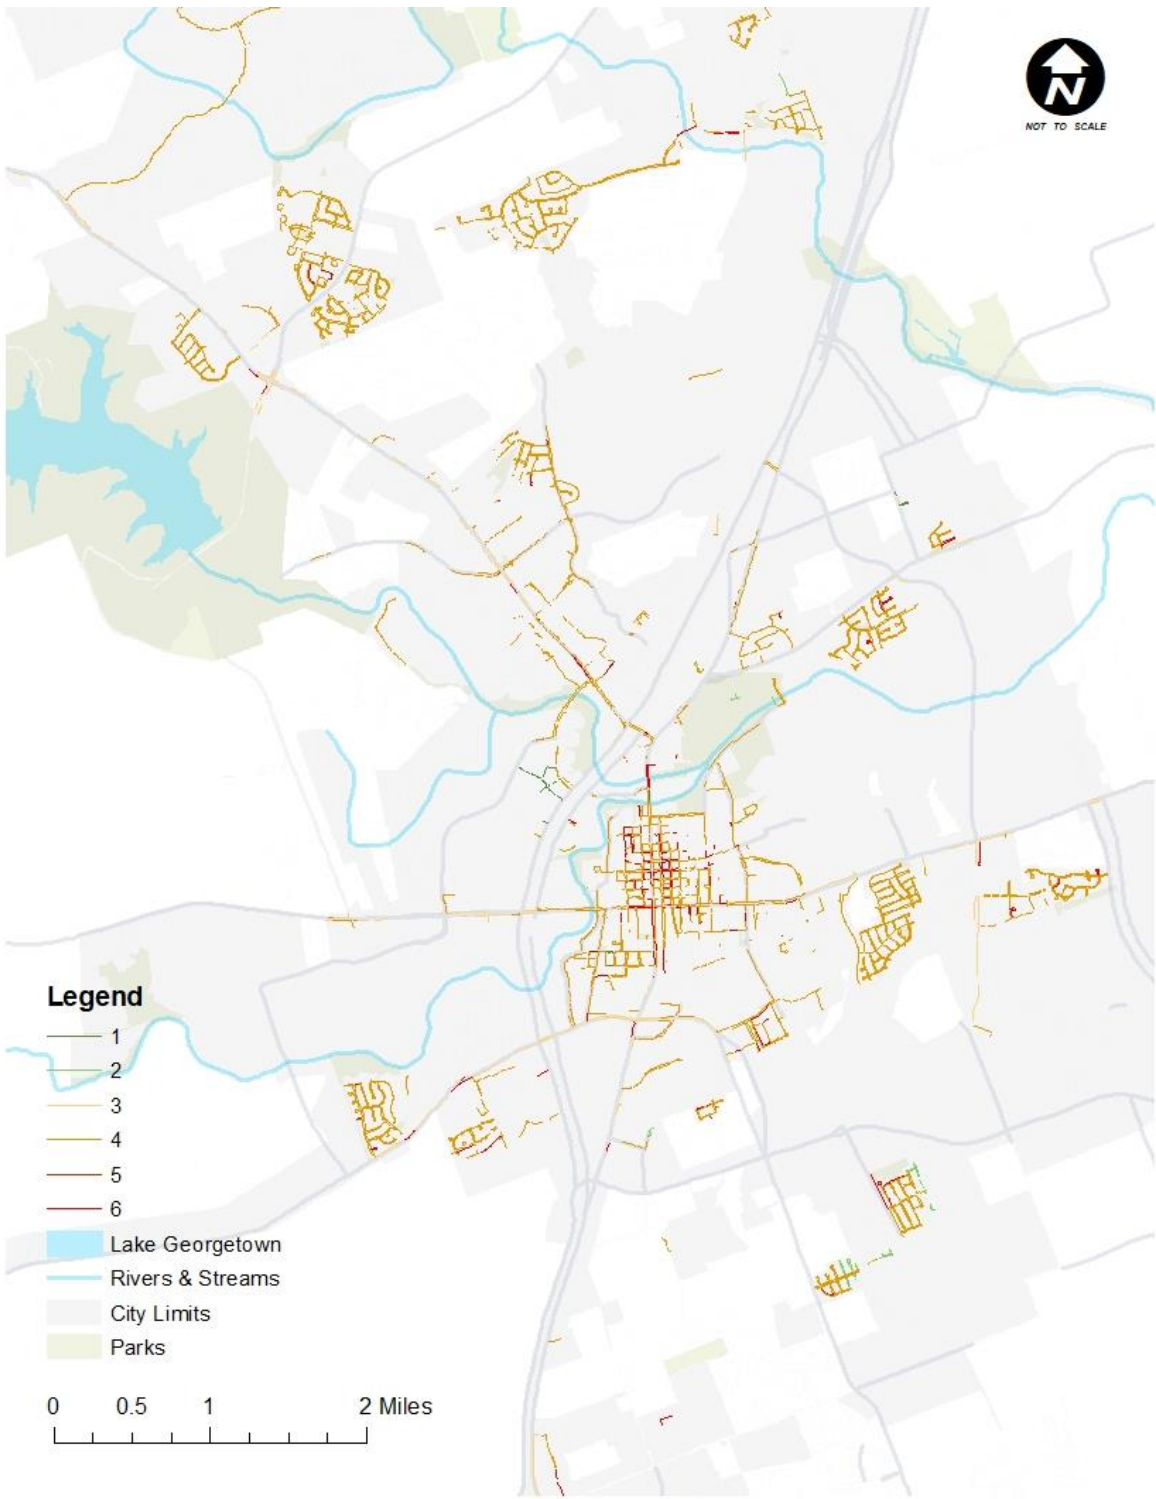 N
NOT TO SCALE
Legend
1
2
3
4
5
6
Lake Georgetown
Rivers & Streams
City Limits
Parks
0 0.5 1 2 Miles